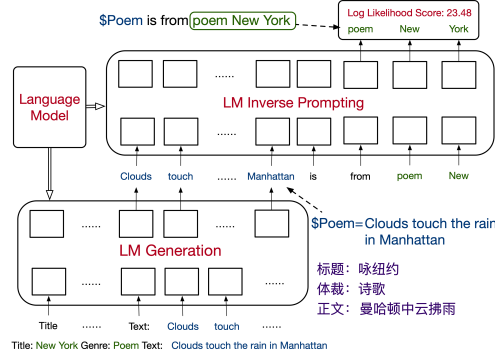 $Poem is from poem New York
Log Likelihood Score: 23.48
poem New York
Language
Model
......
LM Inverse Prompting
......
Clouds touch ...... Manhattan is from poem New
$Poem=Clouds touch the rain
in Manhattan
......
LM Generation
......
......
标题：咏纽约
体裁：诗歌
正文：曼哈顿中云拂雨
Title ...... Text: Clouds touch ......
Title: New York Genre: Poem Text: Clouds touch the rain in Manhattan